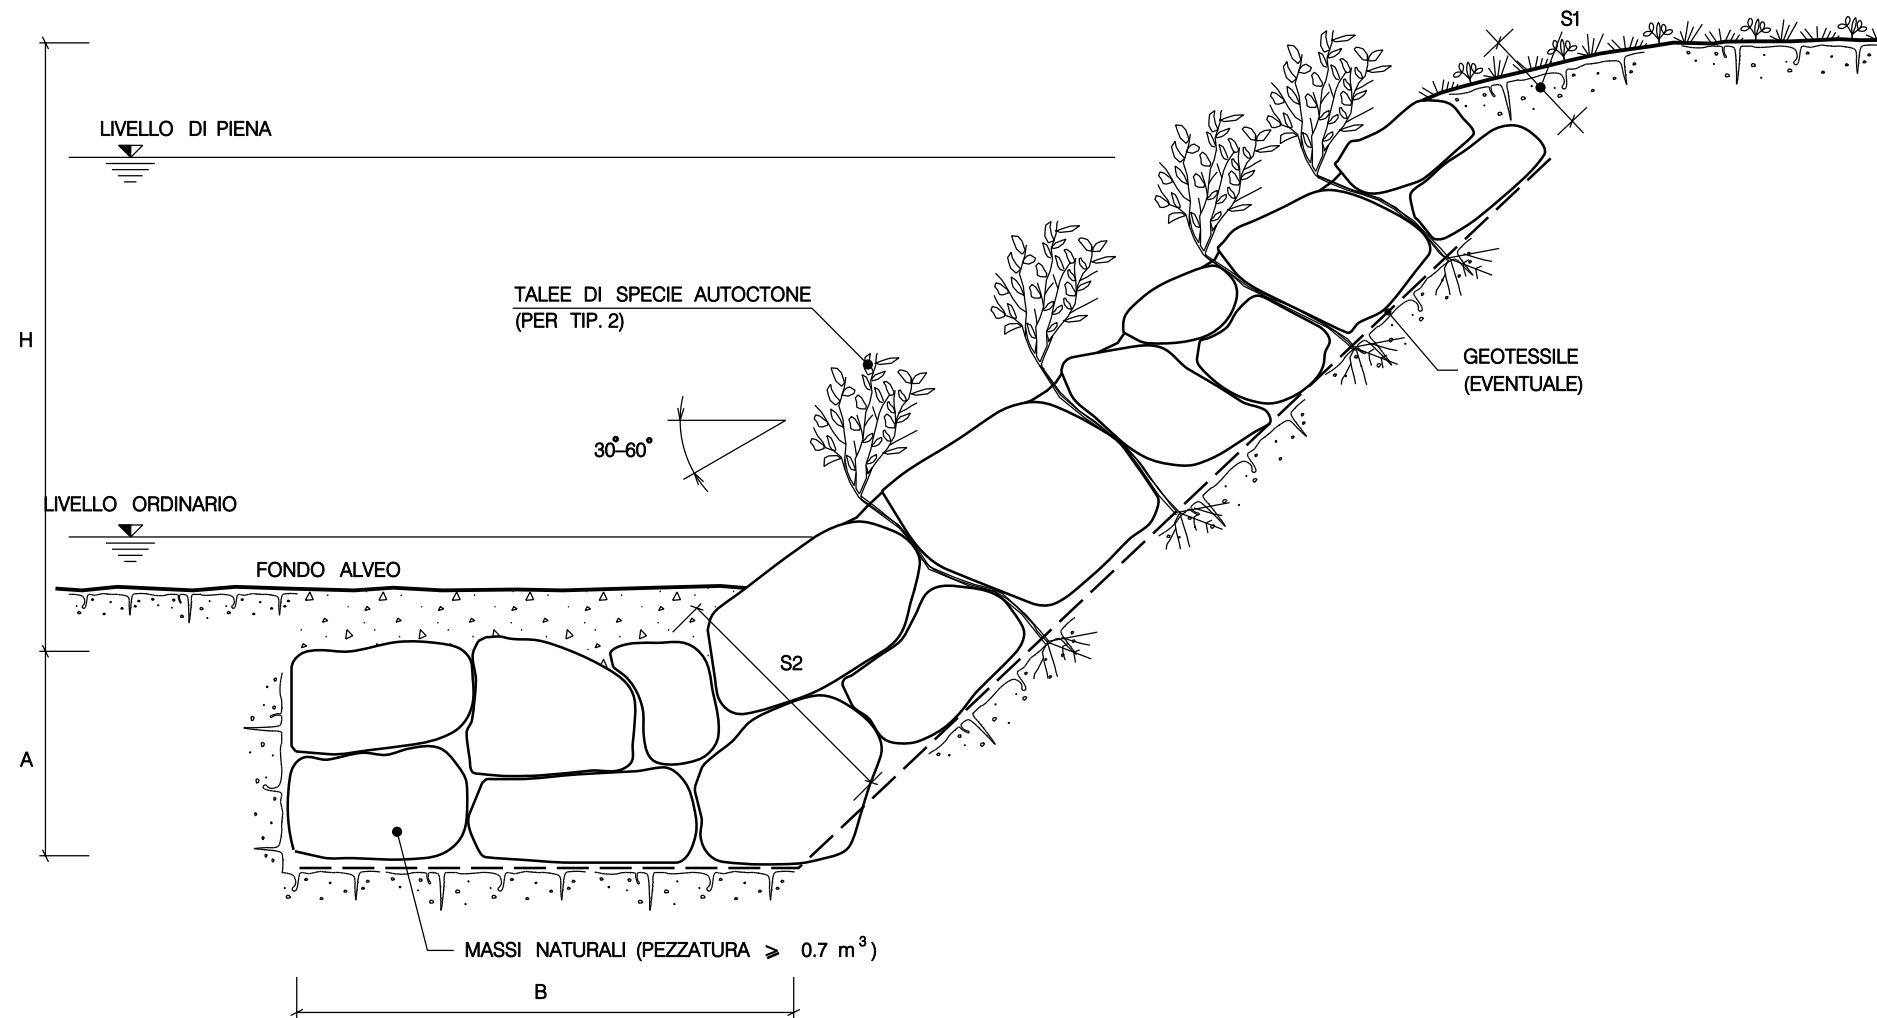 S1
LIVELLO DI PIENA
TALEE DI SPECIE AUTOCTONE
(PER TIP. 2)
H
GEOTESSILE
(EVENTUALE)
30°–60°
LIVELLO ORDINARIO
FONDO ALVEO
S2
A
MASSI NATURALI (PEZZATURA ⩾ 0.7 m³)
B